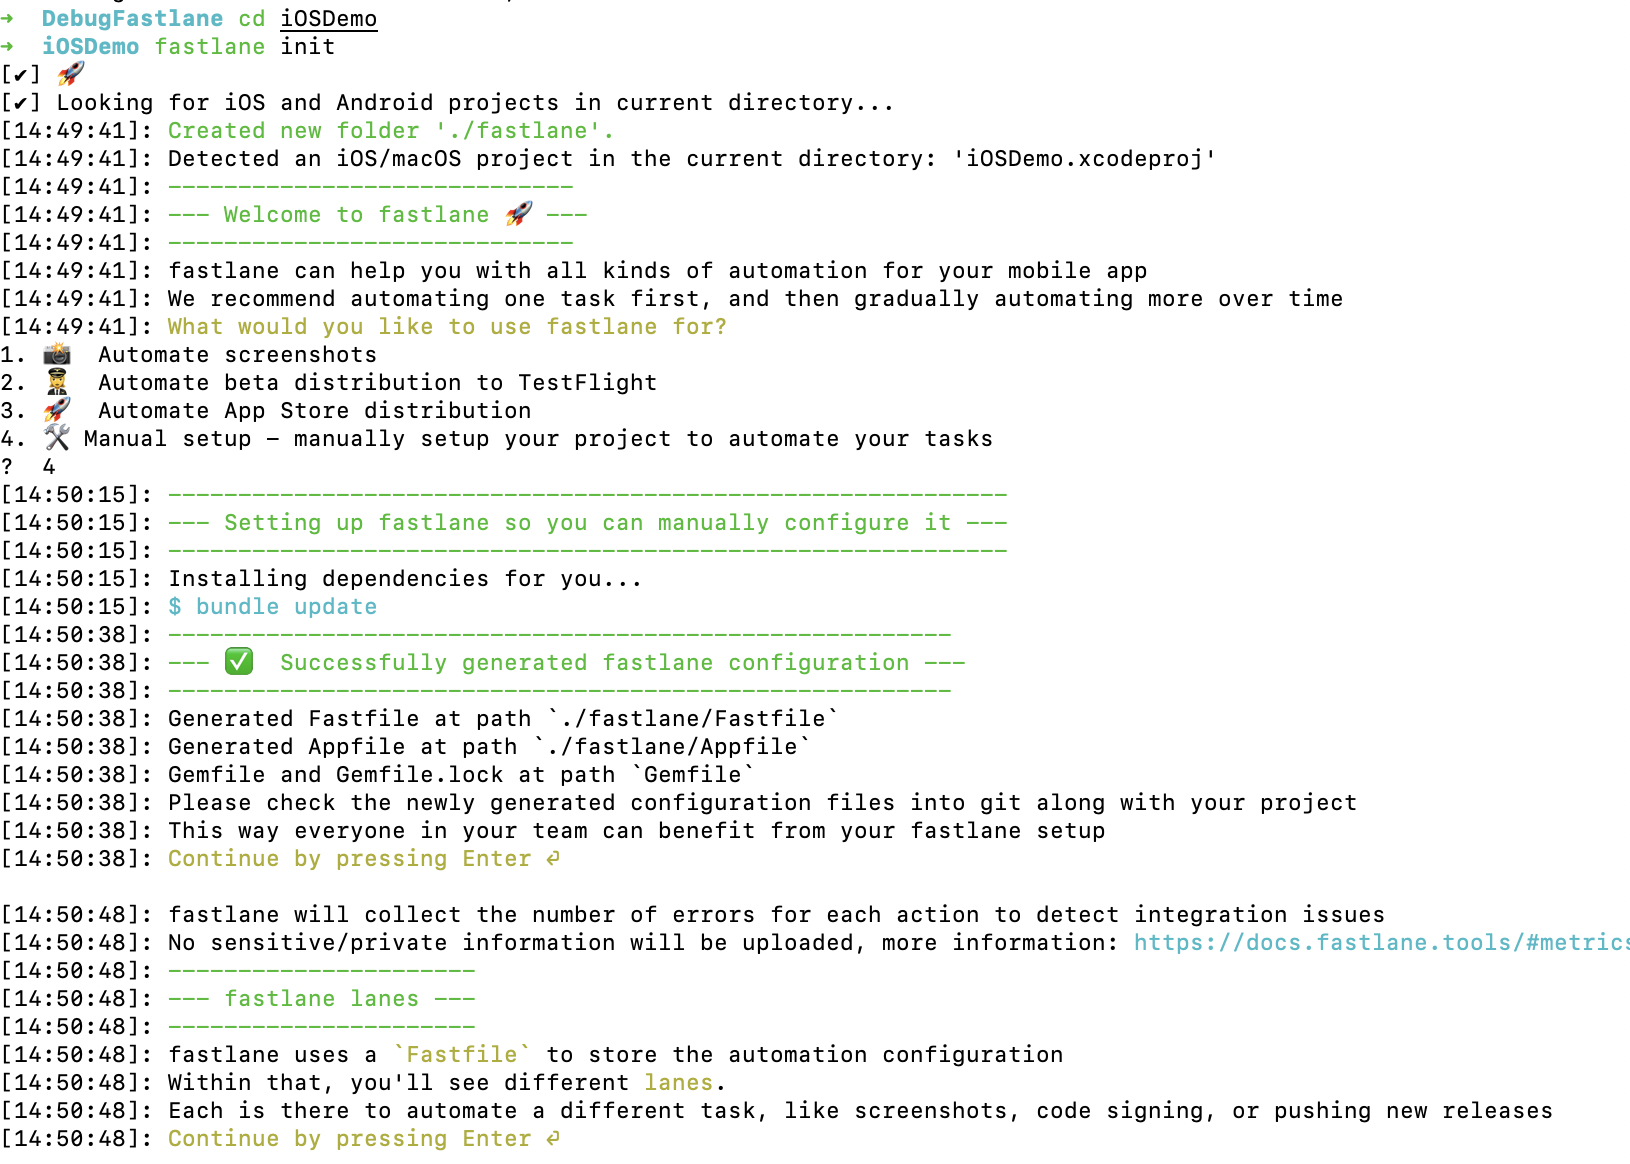 → DebugFastlane cd iOSDemo
→ iOSDemo fastlane init
[✔] 🚀
[✔] Looking for iOS and Android projects in current directory...
[14:49:41]: Created new folder './fastlane'.
[14:49:41]: Detected an iOS/macOS project in the current directory: 'iOSDemo.xcodeproj'
[14:49:41]: -----------------------------
[14:49:41]: --- Welcome to fastlane 🚀 ---
[14:49:41]: -----------------------------
[14:49:41]: fastlane can help you with all kinds of automation for your mobile app
[14:49:41]: We recommend automating one task first, and then gradually automating more over time
[14:49:41]: What would you like to use fastlane for?
1. 📸  Automate screenshots
2. 👩‍✈️  Automate beta distribution to TestFlight
3. 🚀  Automate App Store distribution
4. 🛠 Manual setup - manually setup your project to automate your tasks
?  4
[14:50:15]: ------------------------------------------------------------
[14:50:15]: --- Setting up fastlane so you can manually configure it ---
[14:50:15]: ------------------------------------------------------------
[14:50:15]: Installing dependencies for you...
[14:50:15]: $ bundle update
[14:50:38]: --------------------------------------------------------
[14:50:38]: --- ✅  Successfully generated fastlane configuration ---
[14:50:38]: --------------------------------------------------------
[14:50:38]: Generated Fastfile at path `./fastlane/Fastfile`
[14:50:38]: Generated Appfile at path `./fastlane/Appfile`
[14:50:38]: Gemfile and Gemfile.lock at path `Gemfile`
[14:50:38]: Please check the newly generated configuration files into git along with your project
[14:50:38]: This way everyone in your team can benefit from your fastlane setup
[14:50:38]: Continue by pressing Enter ⏎
[14:50:48]: fastlane will collect the number of errors for each action to detect integration issues
[14:50:48]: No sensitive/private information will be uploaded, more information: https://docs.fastlane.tools/#metrics
[14:50:48]: ----------------------
[14:50:48]: --- fastlane lanes ---
[14:50:48]: ----------------------
[14:50:48]: fastlane uses a `Fastfile` to store the automation configuration
[14:50:48]: Within that, you'll see different lanes.
[14:50:48]: Each is there to automate a different task, like screenshots, code signing, or pushing new releases
[14:50:48]: Continue by pressing Enter ⏎